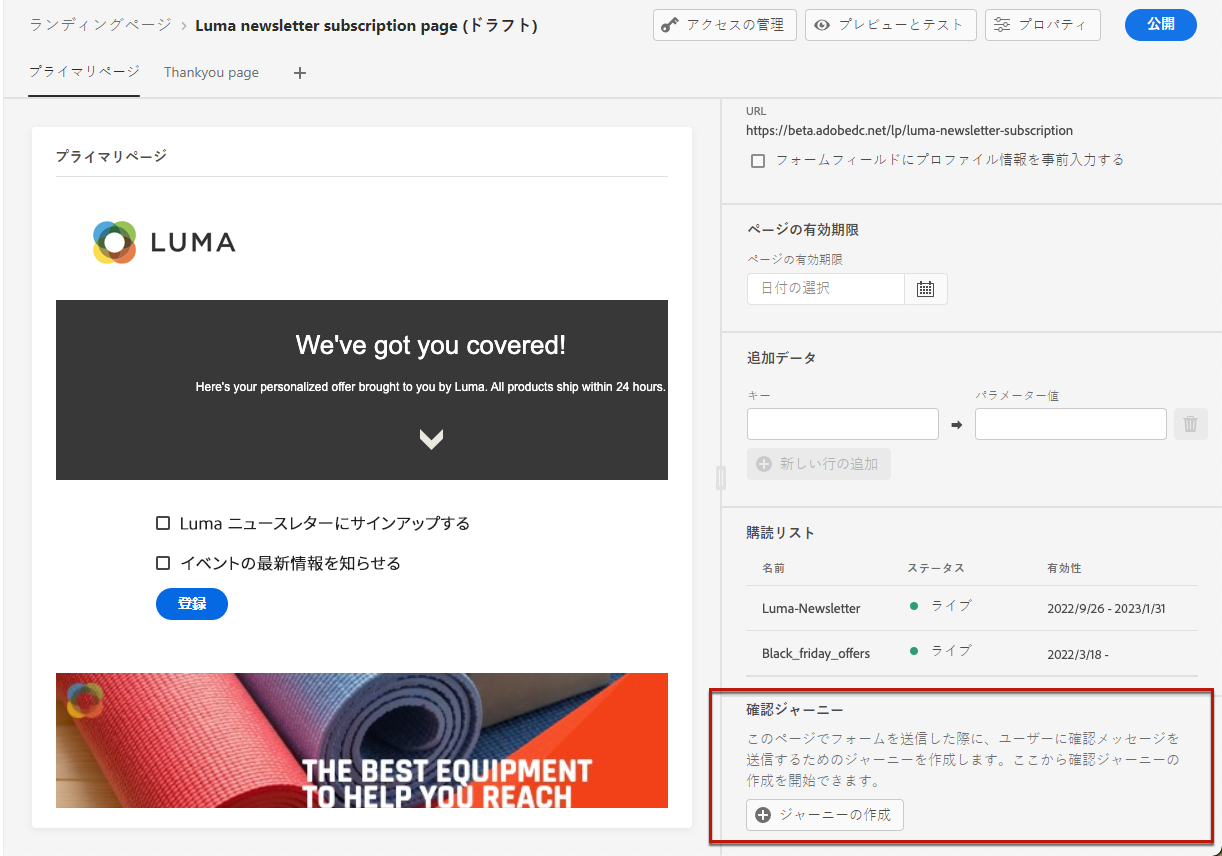 ランディングページ > Luma newsletter subscription page (ドラフト)
アクセスの管理
プレビューとテスト
プロパティ
公開
プライマリページ
Thankyou page
プライマリページ
LUMA
We've got you covered!
Here's your personalized offer brought to you by Luma. All products ship within 24 hours.
Luma ニュースレターにサインアップする
イベントの最新情報を知らせる
登録
THE BEST EQUIPMENT
TO HELP YOU REACH
URL
https://beta.adobedc.net/lp/luma-newsletter-subscription
フォームフィールドにプロファイル情報を事前入力する
ページの有効期限
ページの有効期限
日付の選択
追加データ
キー
パラメーター値
新しい行の追加
購読リスト
名前 ステータス 有効性
Luma-Newsletter ライブ 2022/9/26 - 2023/1/31
Black_friday_offers ライブ 2022/3/18 -
確認ジャーニー
このページでフォームを送信した際に、ユーザーに確認メッセージを
送信するためのジャーニーを作成します。ここから確認ジャーニーの
作成を開始できます。
ジャーニーの作成